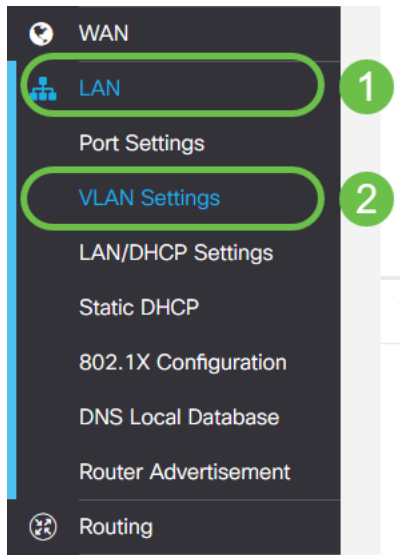 WAN
LAN
1
Port Settings
VLAN Settings
2
LAN/DHCP Settings
Static DHCP
802.1X Configuration
DNS Local Database
Router Advertisement
Routing